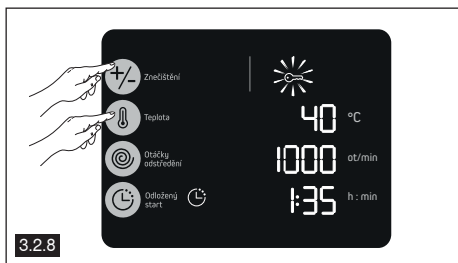 +/- Znečištění
Teplota 40 °C
Otáčky
odstředění 1000 ot/min
Odložený
start 1:35 h : min
3.2.8